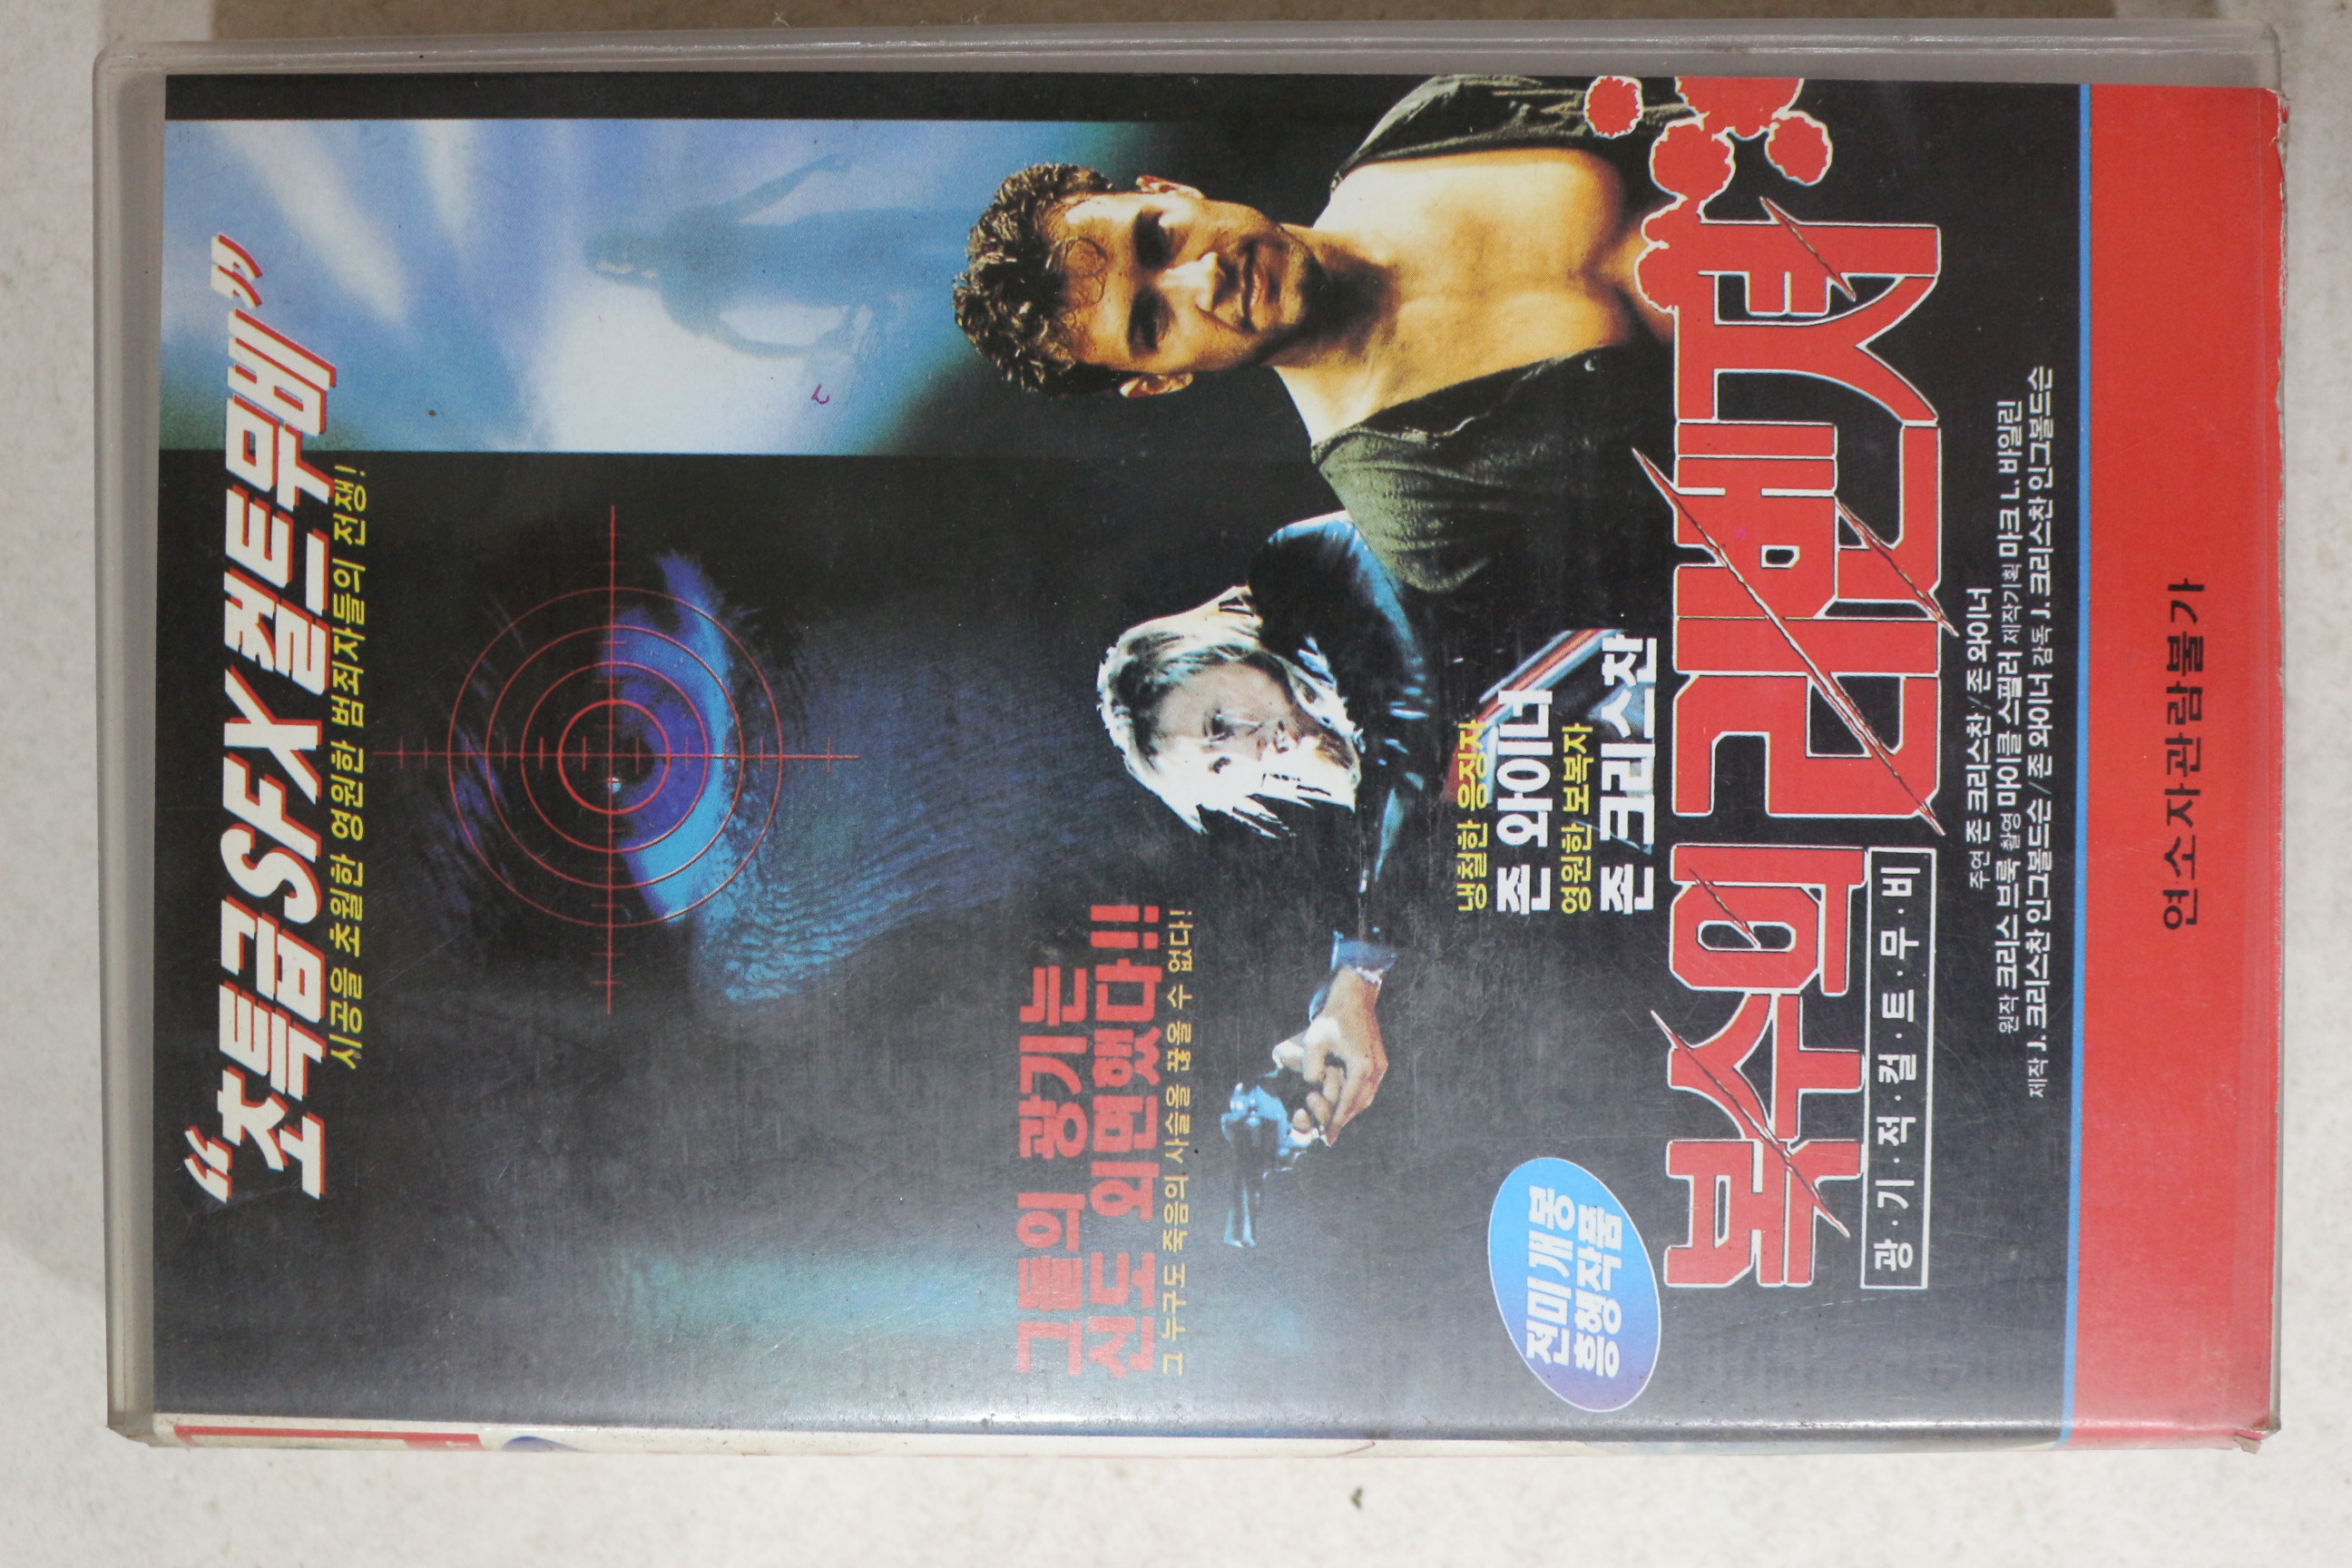 “초특급SFX 컬트무비”
시공을 초월한 영원한 범죄자들의 전쟁!
그들의 광기는
신도 외면했다!!
그 누구도 죽음의 사슬을 끊을 수 없다!
냉철한 응징자
존 와이너
영원한 보복자
존 크리스찬
전미개봉
흥행작품
복수의 리벤져
광·기·적·컬·트·무·비
주연 존 크리스찬/존 와이너
원작 크리스 브룩 촬영 마이클 스필러 제작기획 마크 L. 바일린
제작 J. 크리스찬 인그볼드슨/존 와이너 감독 J. 크리스찬 인그볼드슨
연소자관람불가